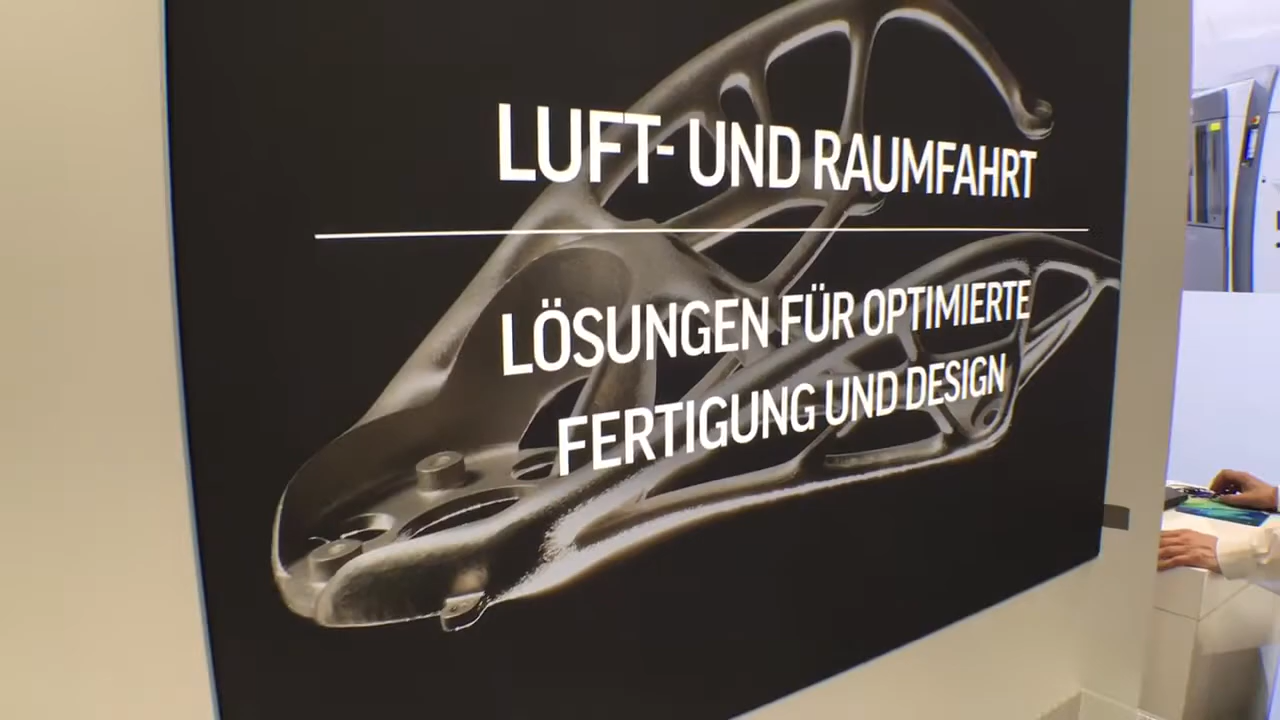 LUFT- UND RAUMFAHRT
LÖSUNGEN FÜR OPTIMIERTE
FERTIGUNG UND DESIGN